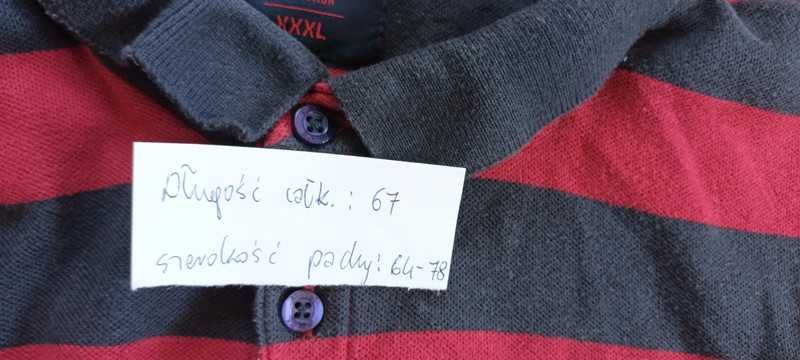 XXXL
Długość całk.: 67
szerokość pachy: 64-78